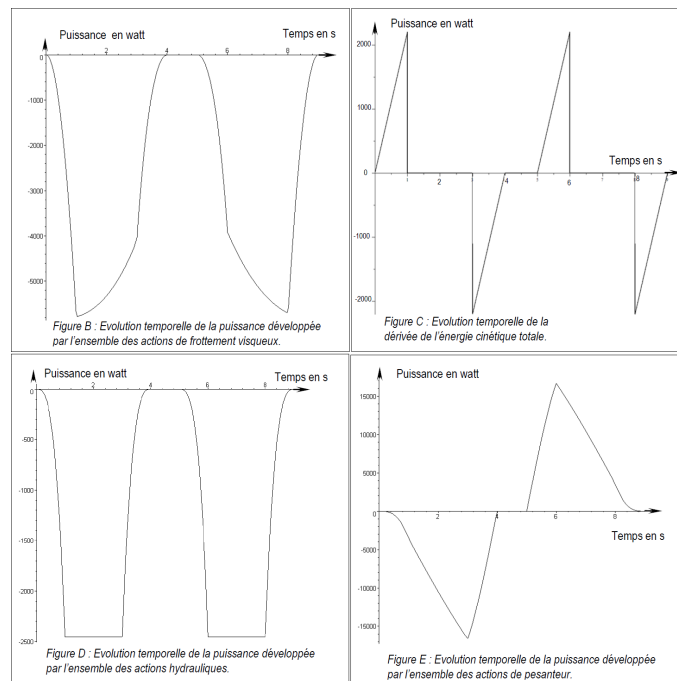 Puissance en watt
Temps en s
0
2
4
6
8
-1000
-2000
-3000
-4000
-5000
Figure B : Evolution temporelle de la puissance développée
par l'ensemble des actions de frottement visqueux.
Puissance en watt
2000
1000
0
-1000
-2000
Temps en s
1
2
3
4
6
8
Figure C : Evolution temporelle de la
dérivée de l'énergie cinétique totale.
Puissance en watt
Temps en s
0
2
4
6
8
-500
-1000
-1500
-2000
-2500
Figure D : Evolution temporelle de la puissance développée
par l'ensemble des actions hydrauliques.
Puissance en watt
15000
10000
5000
0
2
4
6
8
Temps en s
-5000
-10000
-15000
Figure E : Evolution temporelle de la puissance développée
par l'ensemble des actions de pesanteur.